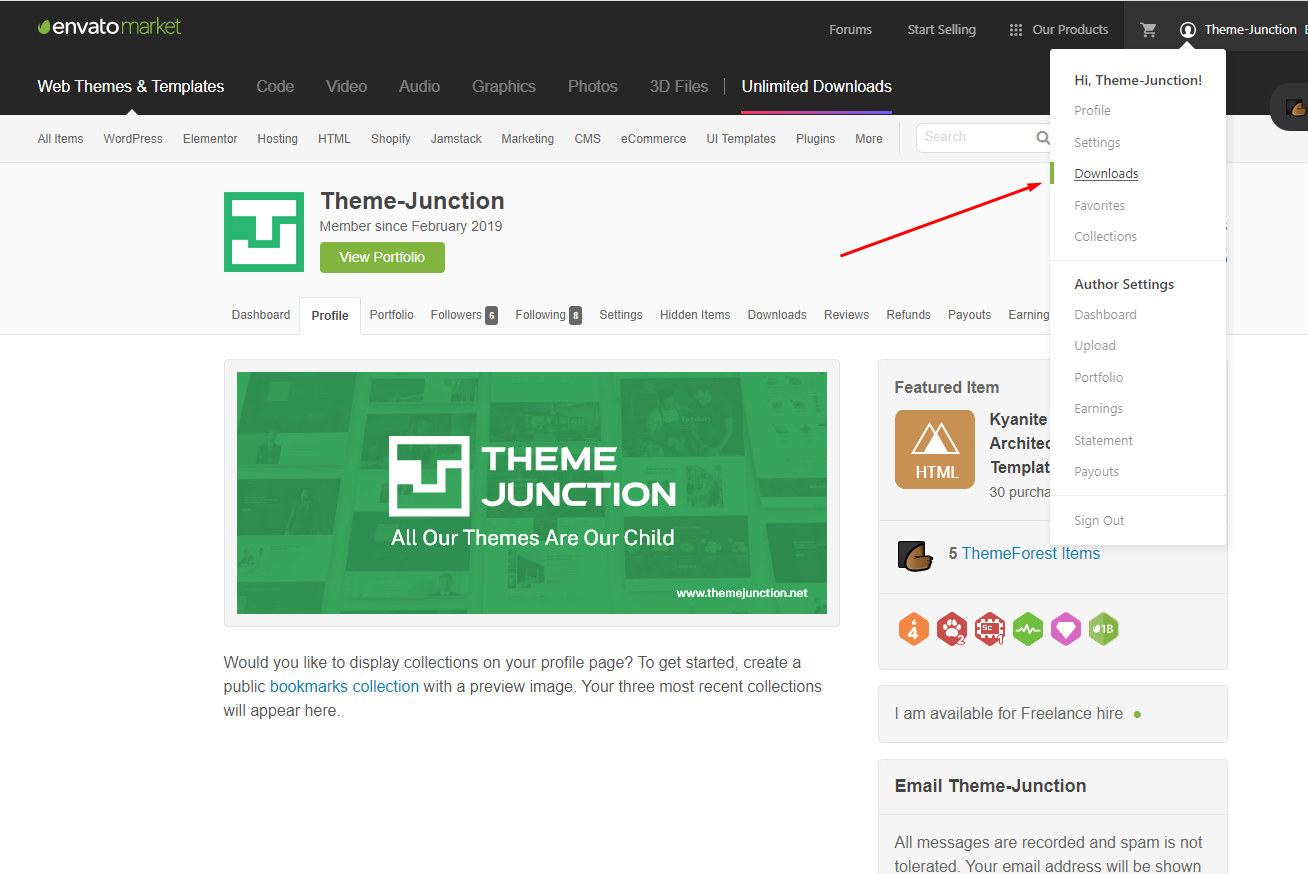 envatomarket
Forums
Start Selling
Our Products
Theme-Junction
Web Themes & Templates
Code
Video
Audio
Graphics
Photos
3D Files
Unlimited Downloads
All Items
WordPress
Elementor
Hosting
HTML
Shopify
Jamstack
Marketing
CMS
eCommerce
UI Templates
Plugins
More
Search
Hi, Theme-Junction!
Profile
Settings
Downloads
Favorites
Collections
Author Settings
Dashboard
Upload
Portfolio
Earnings
Statement
Payouts
Sign Out
Theme-Junction
Member since February 2019
View Portfolio
Dashboard
Profile
Portfolio
Followers 6
Following 8
Settings
Hidden Items
Downloads
Reviews
Refunds
Payouts
Earning
THEME
JUNCTION
All Our Themes Are Our Child
www.themejunction.net
Would you like to display collections on your profile page? To get started, create a
public bookmarks collection with a preview image. Your three most recent collections
will appear here.
Featured Item
HTML
Kyanite
Architec
Templat
30 purcha
5 ThemeForest Items
4
2
SC
1
1B
I am available for Freelance hire
Email Theme-Junction
All messages are recorded and spam is not
tolerated. Your email address will be shown